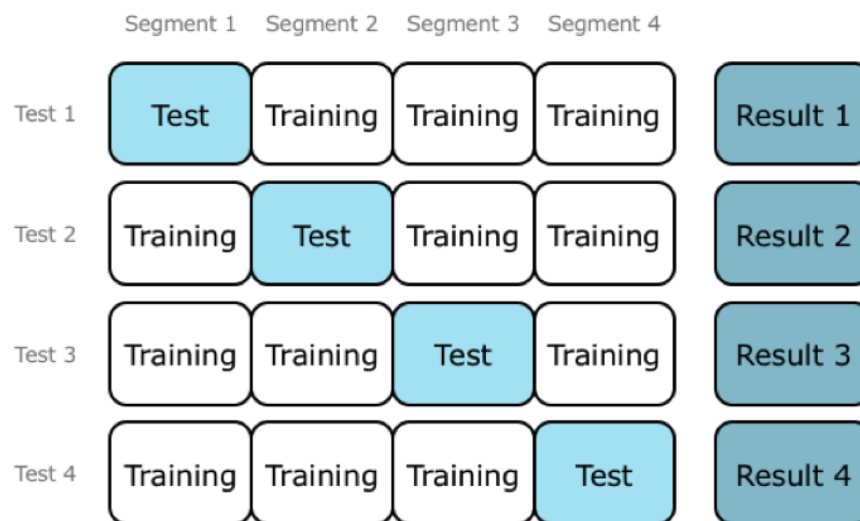 Segment 1 Segment 2 Segment 3 Segment 4
Test 1 Test Training Training Training Result 1
Test 2 Training Test Training Training Result 2
Test 3 Training Training Test Training Result 3
Test 4 Training Training Training Test Result 4